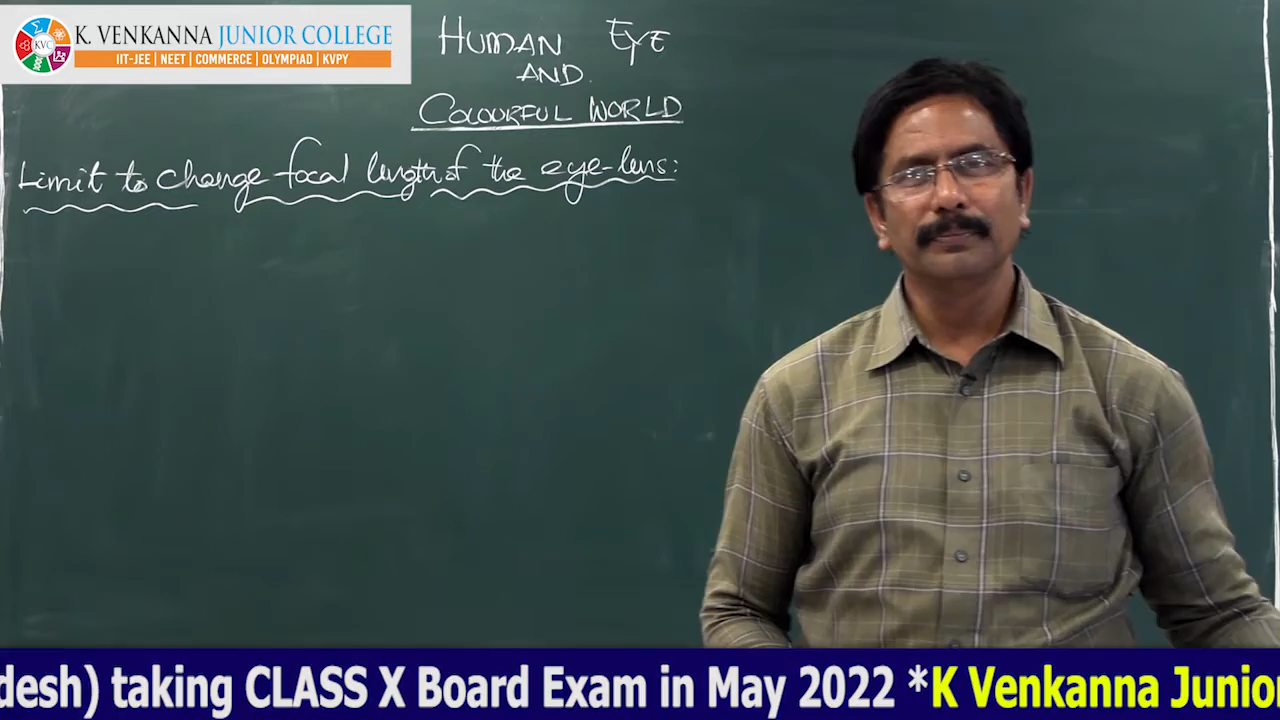 K. VENKANNA JUNIOR COLLEGE
KVC
IIT-JEE | NEET | COMMERCE | OLYMPIAD | KVPY
HUMAN EYE
AND
COLOURFUL WORLD
Limit to change focal length of the eye-lens:
desh) taking CLASS X Board Exam in May 2022 *K Venkanna Junior